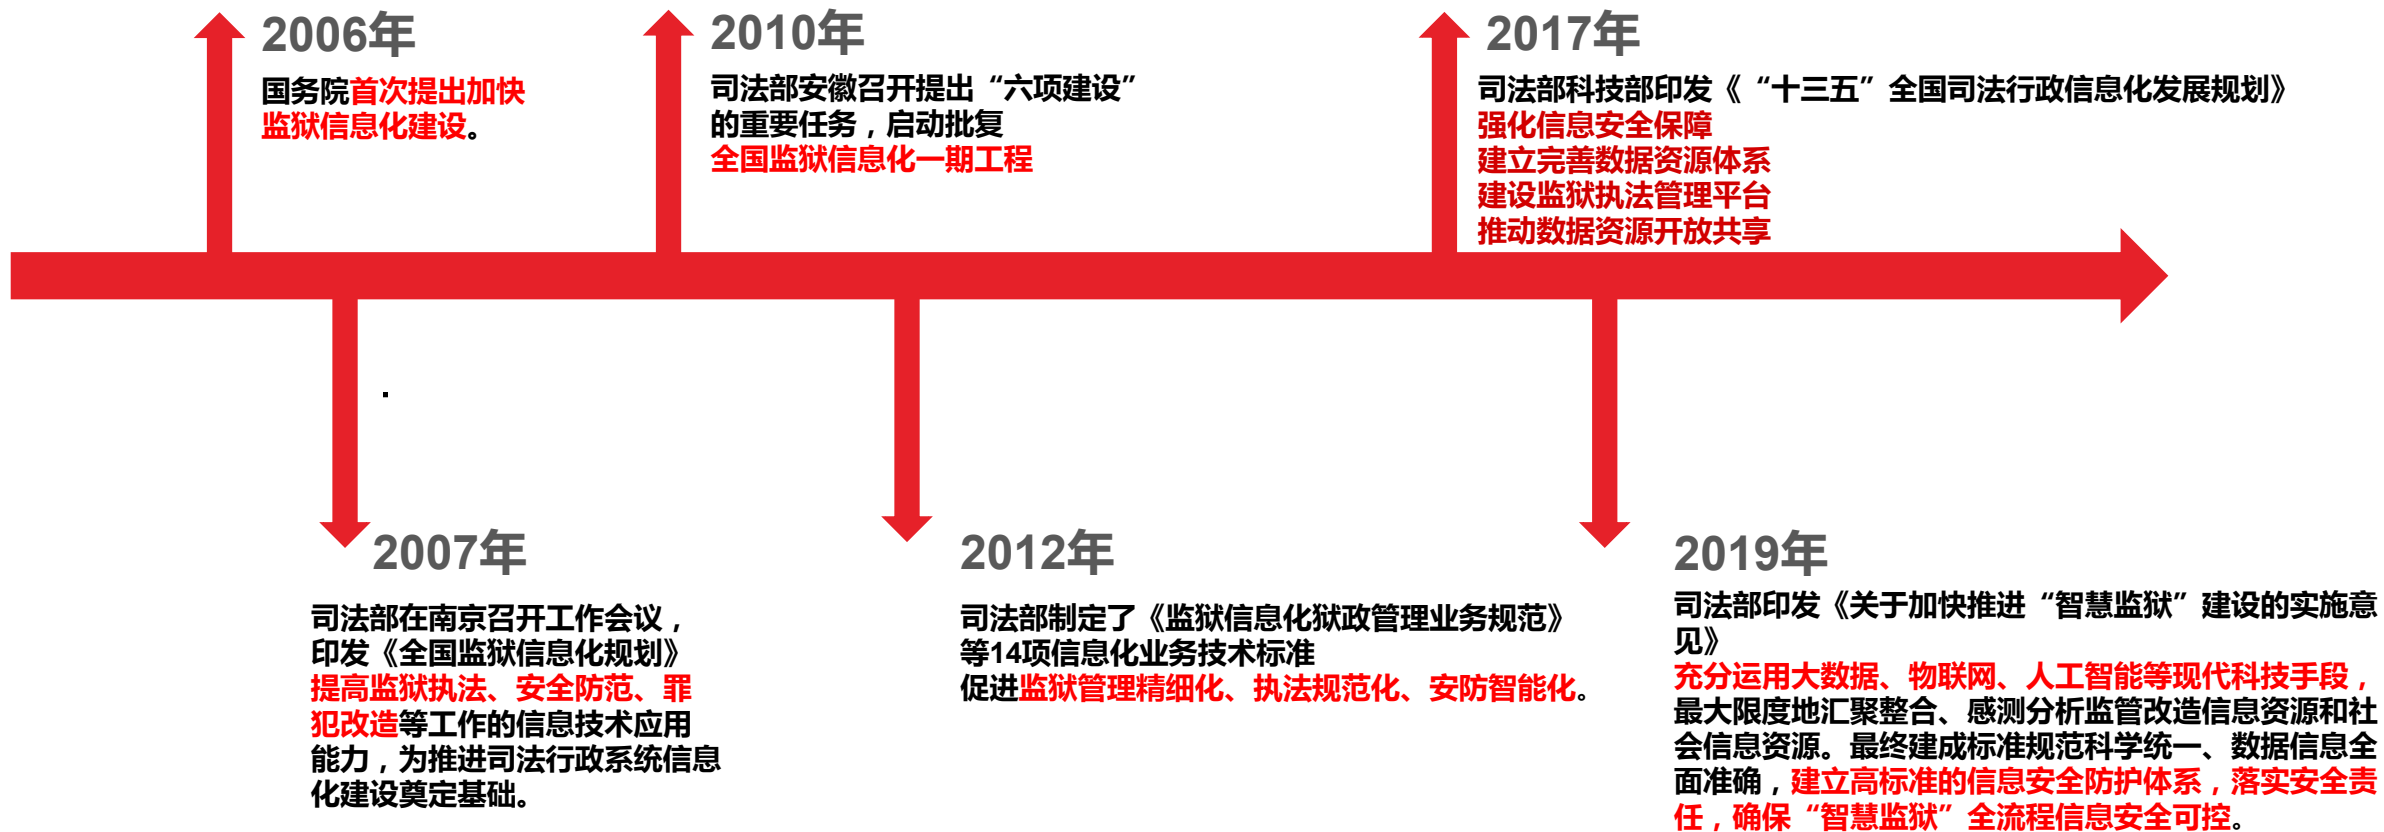 2006年
国务院首次提出加快
监狱信息化建设。
2010年
司法部安徽召开提出“六项建设”
的重要任务，启动批复
全国监狱信息化一期工程
2017年
司法部科技部印发《“十三五”全国司法行政信息化发展规划》
强化信息安全保障
建立完善数据资源体系
建设监狱执法管理平台
推动数据资源开放共享
2007年
司法部在南京召开工作会议，
印发《全国监狱信息化规划》
提高监狱执法、安全防范、罪
犯改造等工作的信息技术应用
能力，为推进司法行政系统信息
化建设奠定基础。
2012年
司法部制定了《监狱信息化狱政管理业务规范》
等14项信息化业务技术标准
促进监狱管理精细化、执法规范化、安防智能化。
2019年
司法部印发《关于加快推进“智慧监狱”建设的实施意
见》
充分运用大数据、物联网、人工智能等现代科技手段，
最大限度地汇聚整合、感测分析监管改造信息资源和社
会信息资源。最终建成标准规范科学统一、数据信息全
面准确，建立高标准的信息安全防护体系，落实安全责
任，确保“智慧监狱”全流程信息安全可控。